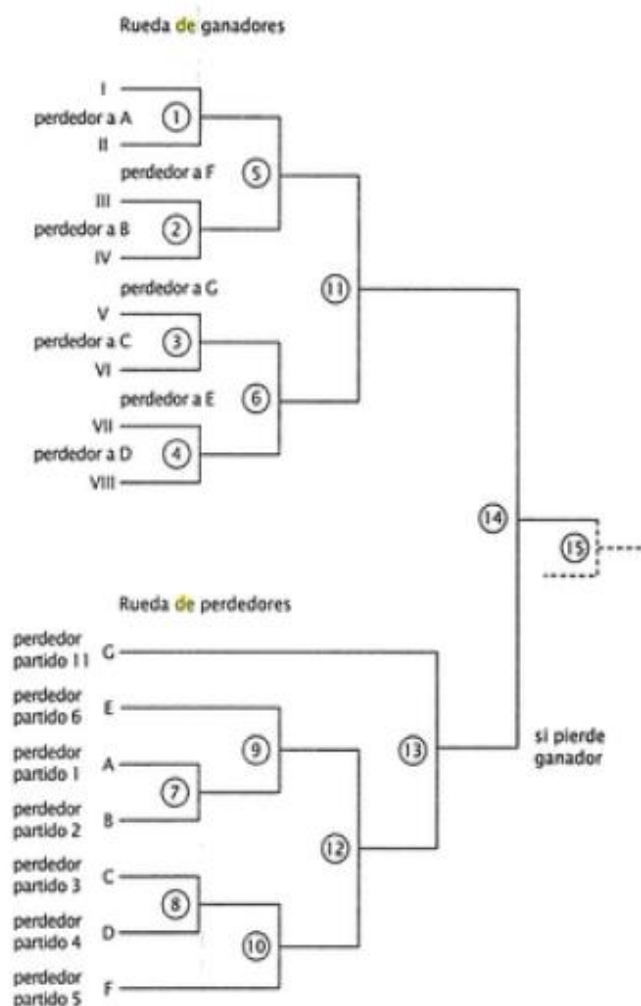 Rueda de ganadores
I
perdedor a A
1
II
perdedor a F
5
III
perdedor a B
2
IV
perdedor a G
11
V
perdedor a C
3
VI
perdedor a E
6
VII
perdedor a D
4
VIII
14
15
Rueda de perdedores
perdedor
partido 11
G
perdedor
partido 6
E
9
13
si pierde
ganador
perdedor
partido 1
A
7
perdedor
partido 2
B
12
perdedor
partido 3
C
8
perdedor
partido 4
D
10
perdedor
partido 5
F